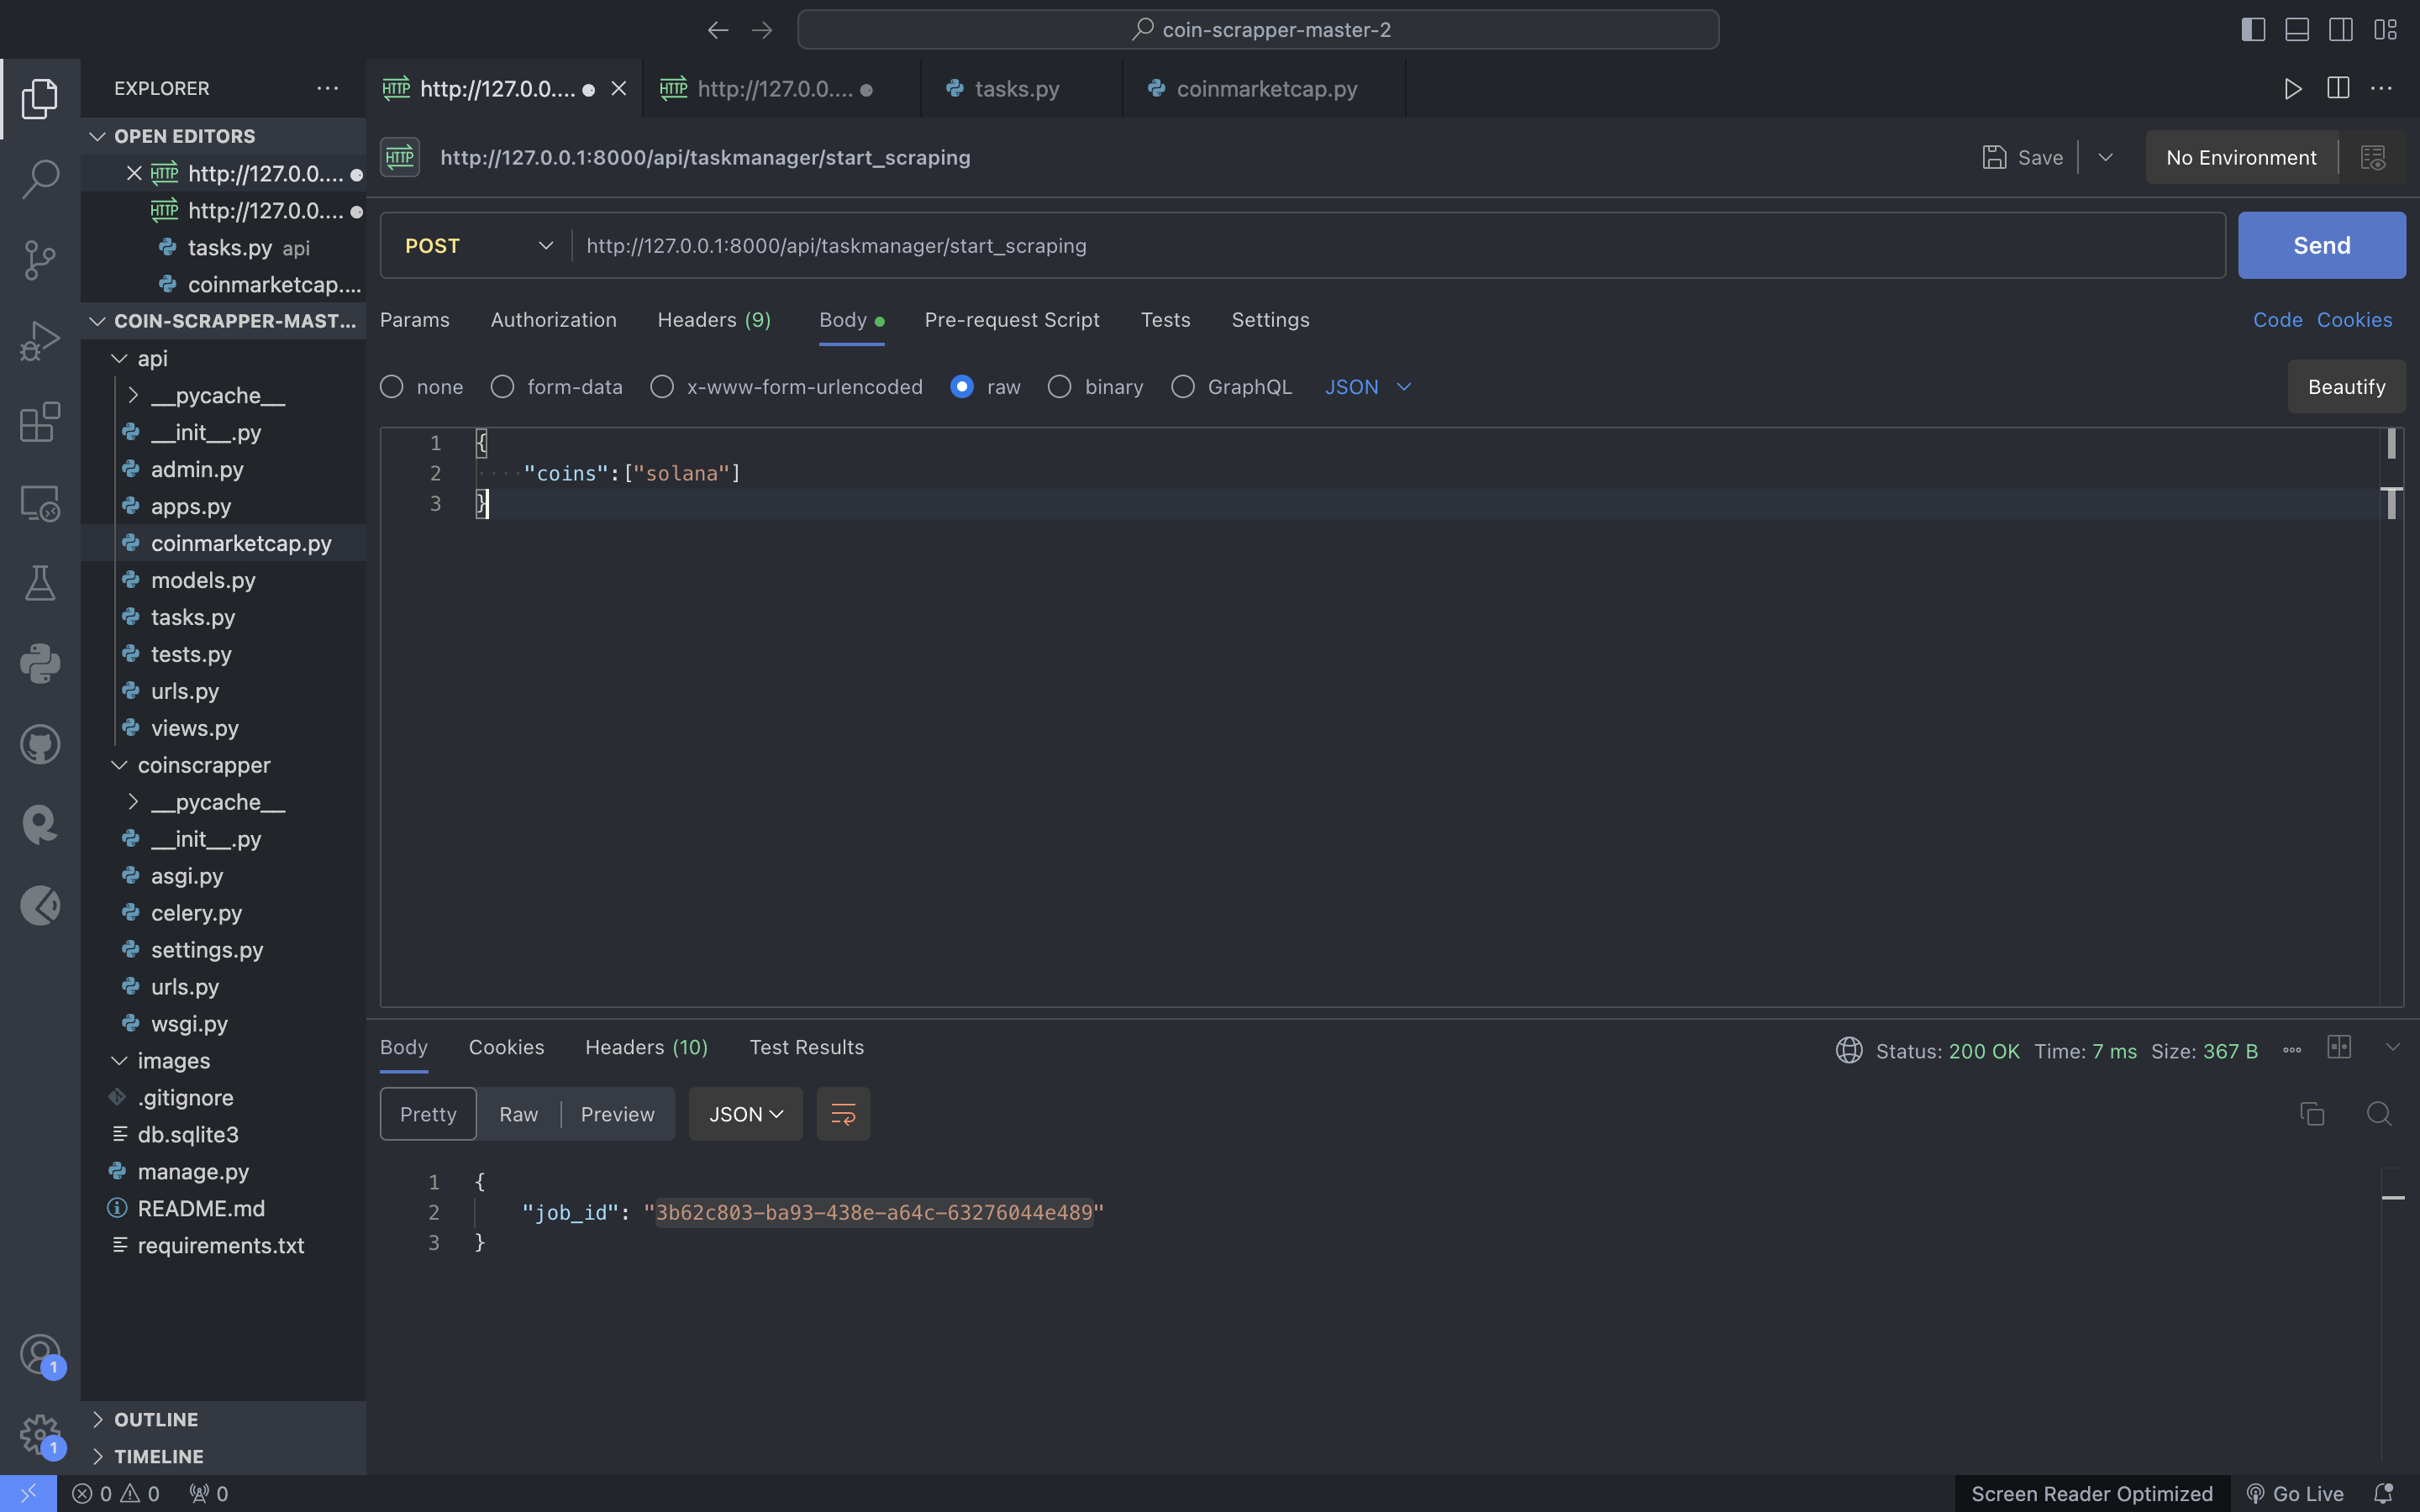 coin-scrapper-master-2
EXPLORER
OPEN EDITORS
HTTP http://127.0.0....
HTTP http://127.0.0....
tasks.py api
coinmarketcap....
COIN-SCRAPPER-MAST...
api
__pycache__
__init__.py
admin.py
apps.py
coinmarketcap.py
models.py
tasks.py
tests.py
urls.py
views.py
coinscrapper
__pycache__
__init__.py
asgi.py
celery.py
settings.py
urls.py
wsgi.py
images
.gitignore
db.sqlite3
manage.py
README.md
requirements.txt
OUTLINE
TIMELINE
1
1
HTTP http://127.0.0.... HTTP http://127.0.0.... tasks.py coinmarketcap.py
HTTP http://127.0.0.1:8000/api/taskmanager/start_scraping Save No Environment
POST http://127.0.0.1:8000/api/taskmanager/start_scraping Send
Params Authorization Headers (9) Body Pre-request Script Tests Settings Code Cookies
none form-data x-www-form-urlencoded raw binary GraphQL JSON Beautify
1 {
2 ····"coins":["solana"]
3 }
Body Cookies Headers (10) Test Results Status: 200 OK Time: 7 ms Size: 367 B
Pretty Raw Preview JSON
1 {
2 "job_id": "3b62c803-ba93-438e-a64c-63276044e489"
3 }
0 0 0 Screen Reader Optimized Go Live